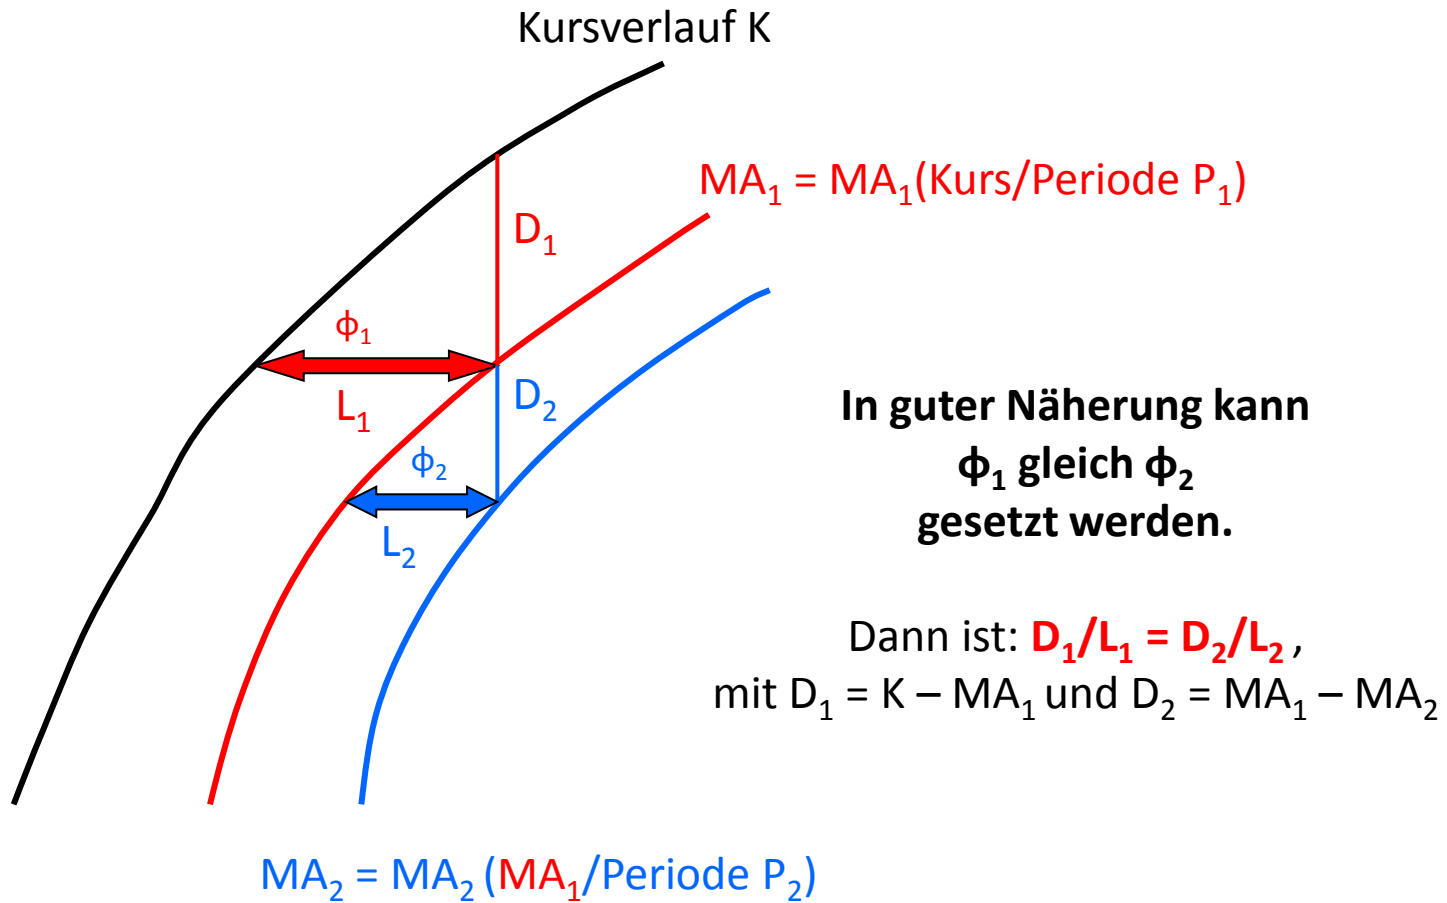 Kursverlauf K
MA₁ = MA₁(Kurs/Periode P₁)
D₁
ϕ₁
L₁
D₂
ϕ₂
L₂
In guter Näherung kann
ϕ₁ gleich ϕ₂
gesetzt werden.
Dann ist: D₁/L₁ = D₂/L₂ ,
mit D₁ = K – MA₁ und D₂ = MA₁ – MA₂
MA₂ = MA₂ (MA₁/Periode P₂)